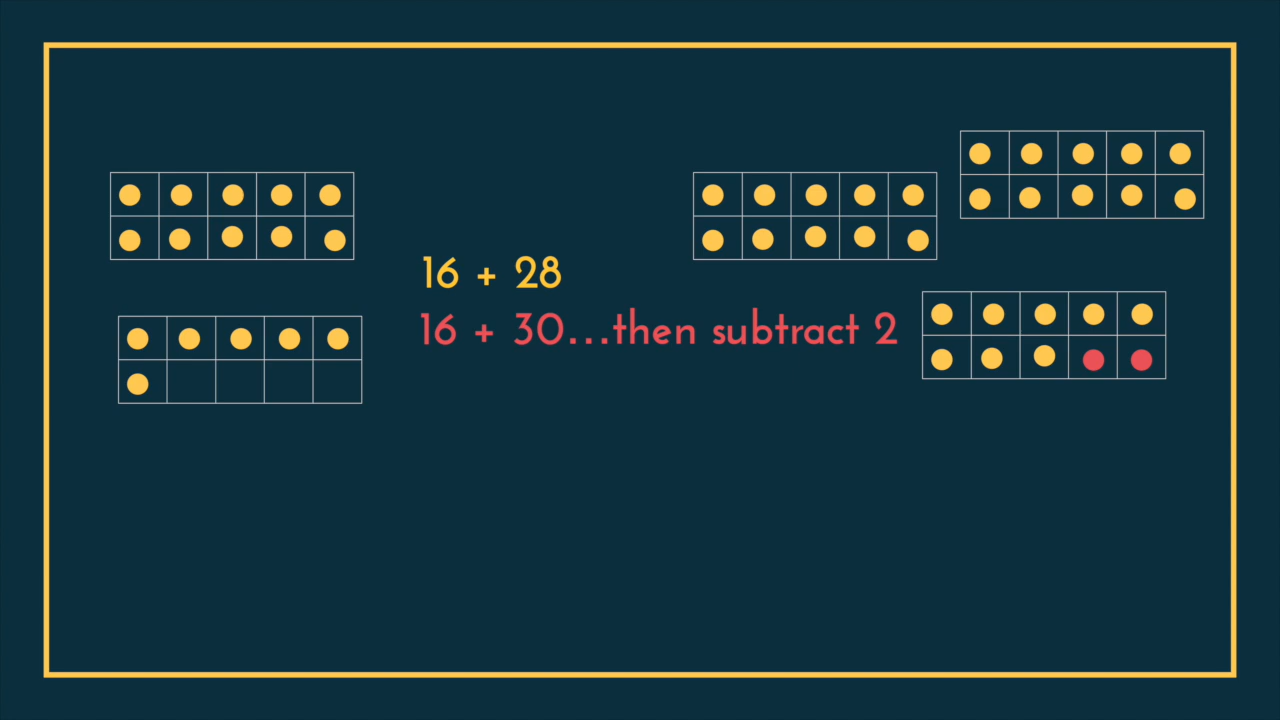 16 + 28
16 + 30...then subtract 2